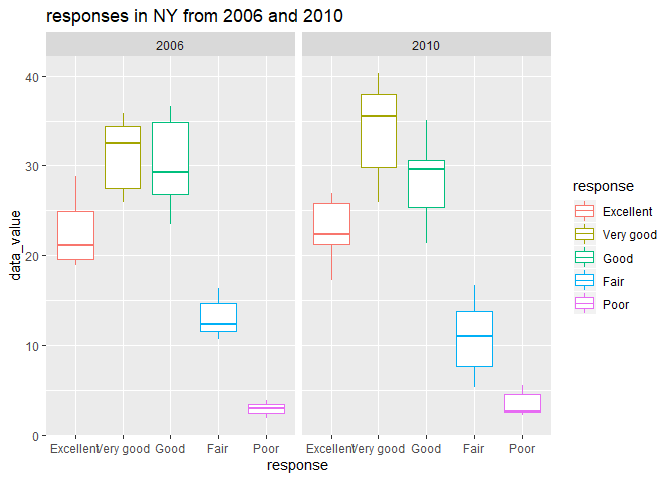 responses in NY from 2006 and 2010
2006
2010
data_value
40
30
20
10
0
Excellent Very good Good Fair Poor
Excellent Very good Good Fair Poor
response
response
Excellent
Very good
Good
Fair
Poor